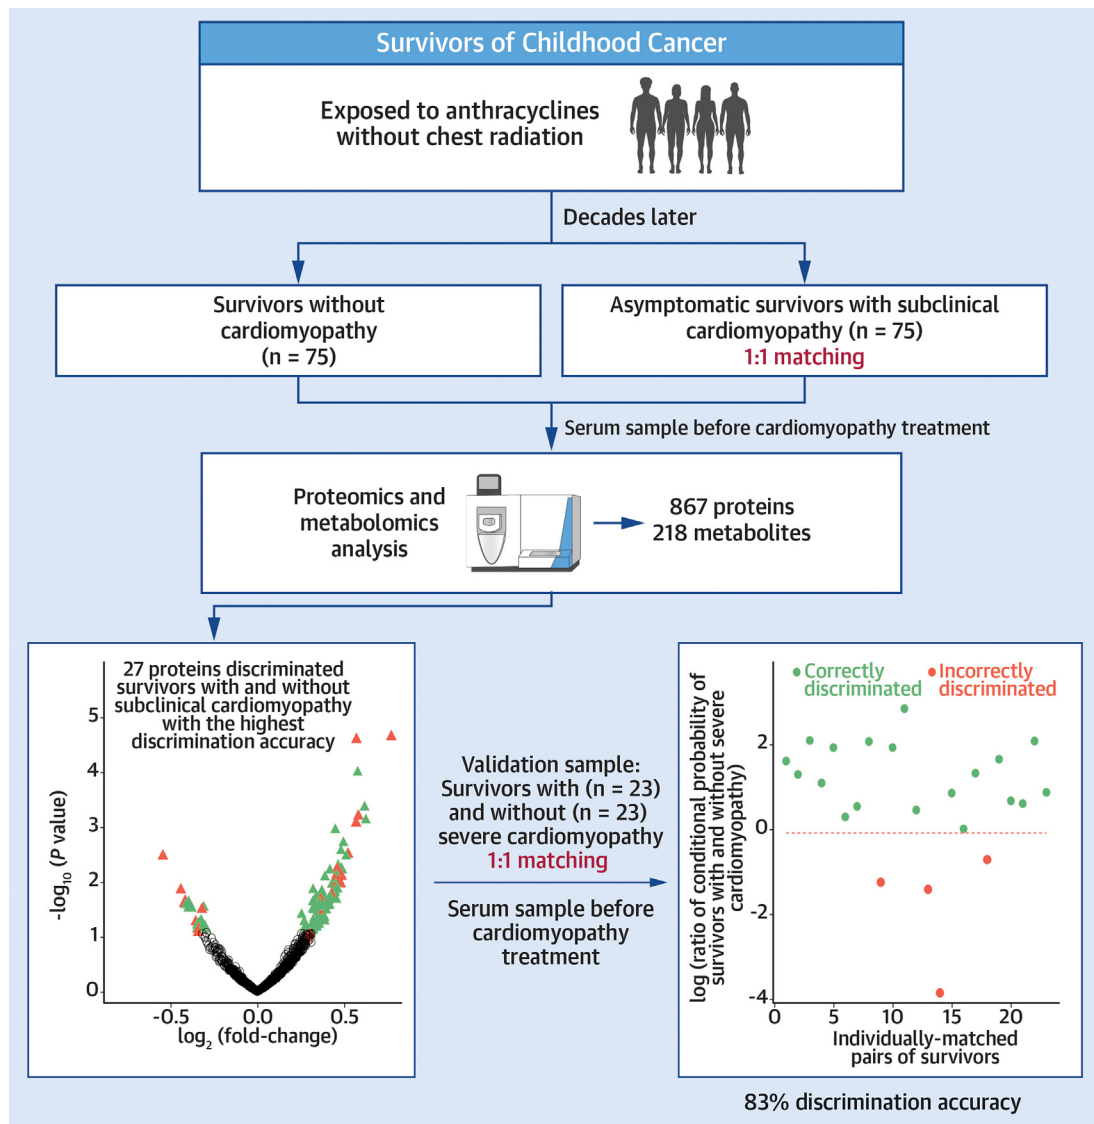 Survivors of Childhood Cancer
Exposed to anthracyclines
without chest radiation
Decades later
Survivors without
cardiomyopathy
(n = 75)
Asymptomatic survivors with subclinical
cardiomyopathy (n = 75)
1:1 matching
Serum sample before cardiomyopathy treatment
Proteomics and
metabolomics
analysis
867 proteins
218 metabolites
27 proteins discriminated
survivors with and without
subclinical cardiomyopathy
with the highest
discrimination accuracy
5
4
3
2
1
0
-log10 (P value)
-0.5
0.0
0.5
log2 (fold-change)
Validation sample:
Survivors with (n = 23)
and without (n = 23)
severe cardiomyopathy
1:1 matching
Serum sample before
cardiomyopathy
treatment
Correctly
discriminated
Incorrectly
discriminated
log (ratio of conditional probability of
survivors with and without severe
cardiomyopathy)
2
0
-2
-4
0
5
10
15
20
Individually-matched
pairs of survivors
83% discrimination accuracy